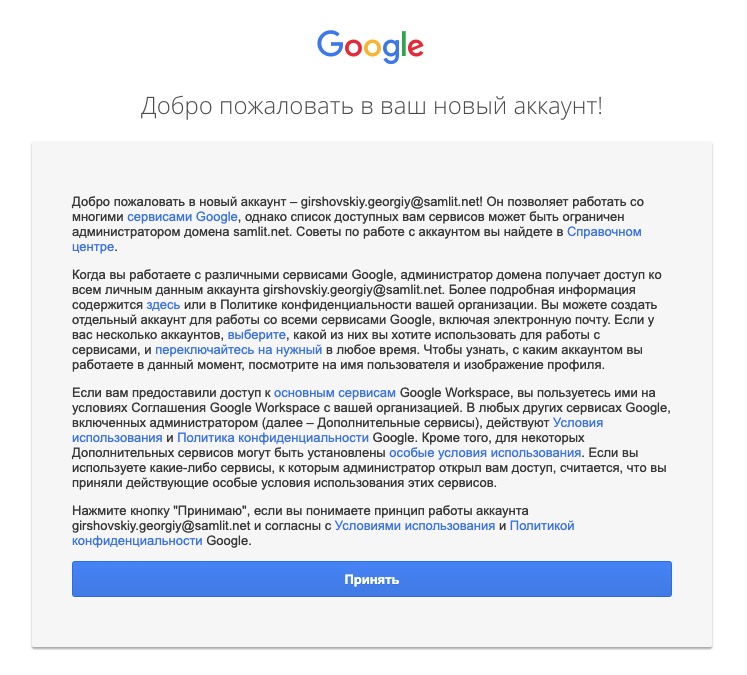 Google
Добро пожаловать в ваш новый аккаунт!
Добро пожаловать в новый аккаунт – girshovskiy.georgiy@samlit.net! Он позволяет работать со
многими сервисами Google, однако список доступных вам сервисов может быть ограничен
администратором домена samlit.net. Советы по работе с аккаунтом вы найдете в Справочном
центре.
Когда вы работаете с различными сервисами Google, администратор домена получает доступ ко
всем личным данным аккаунта girshovskiy.georgiy@samlit.net. Более подробная информация
содержится здесь или в Политике конфиденциальности вашей организации. Вы можете создать
отдельный аккаунт для работы со всеми сервисами Google, включая электронную почту. Если у
вас несколько аккаунтов, выберите, какой из них вы хотите использовать для работы с
сервисами, и переключайтесь на нужный в любое время. Чтобы узнать, с каким аккаунтом вы
работаете в данный момент, посмотрите на имя пользователя и изображение профиля.
Если вам предоставили доступ к основным сервисам Google Workspace, вы пользуетесь ими на
условиях Соглашения Google Workspace с вашей организацией. В любых других сервисах Google,
включенных администратором (далее – Дополнительные сервисы), действуют Условия
использования и Политика конфиденциальности Google. Кроме того, для некоторых
Дополнительных сервисов могут быть установлены особые условия использования. Если вы
используете какие-либо сервисы, к которым администратор открыл вам доступ, считается, что вы
приняли действующие особые условия использования этих сервисов.
Нажмите кнопку "Принимаю", если вы понимаете принцип работы аккаунта
girshovskiy.georgiy@samlit.net и согласны с Условиями использования и Политикой
конфиденциальности Google.
Принять